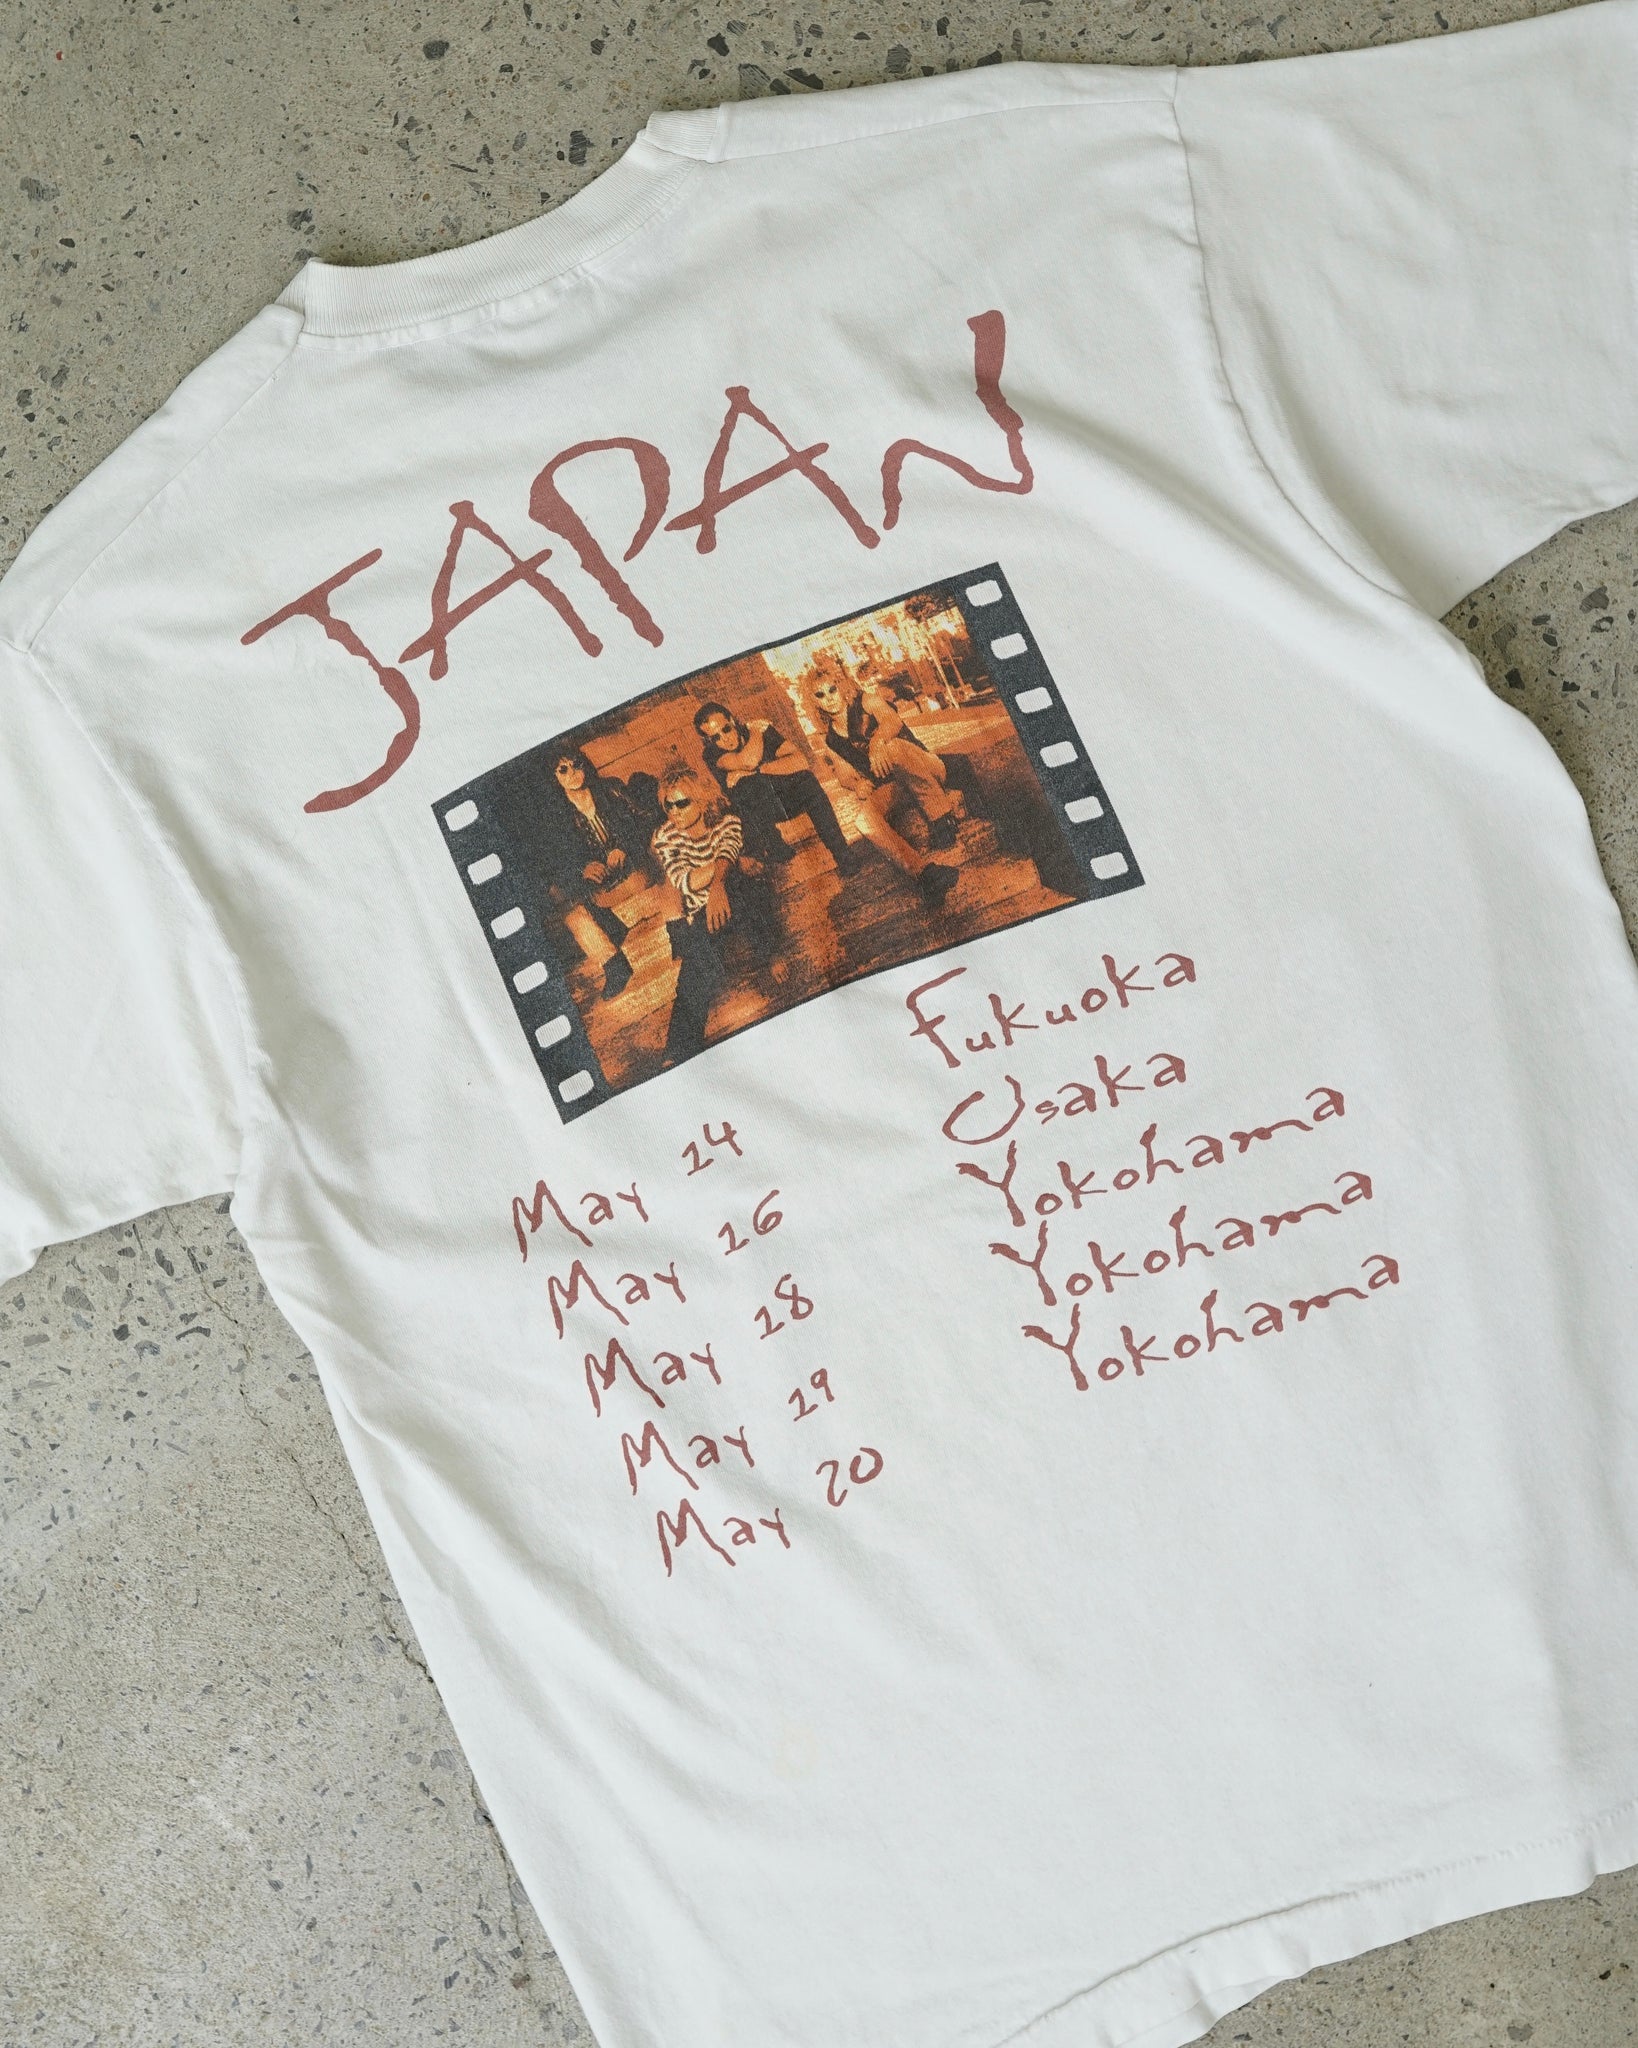 JAPAN
May 14 Fukuoka
May 16 Osaka
May 18 Yokohama
May 19 Yokohama
May 20 Yokohama